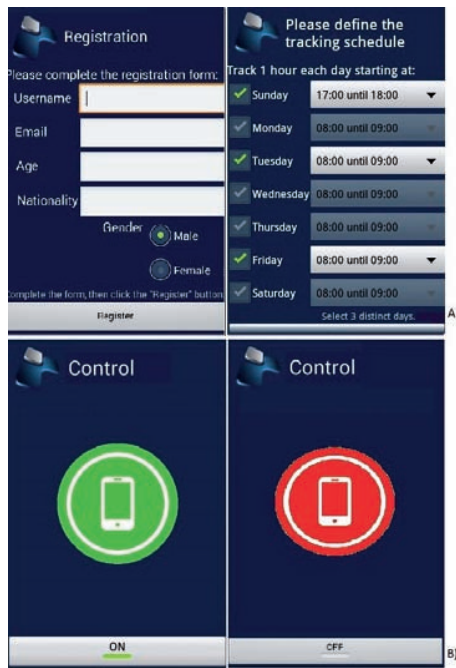 Registration
Please complete the registration form:
Username
Email
Age
Nationality
Gender
Male
Female
Complete the form, then click the "Register" button
Register
Please define the
tracking schedule
Track 1 hour each day starting at:
Sunday 17:00 until 18:00
Monday 08:00 until 09:00
Tuesday 08:00 until 09:00
Wednesday 08:00 until 09:00
Thursday 08:00 until 09:00
Friday 08:00 until 09:00
Saturday 08:00 until 09:00
Select 3 distinct days.
A
Control
ON
Control
OFF
B)